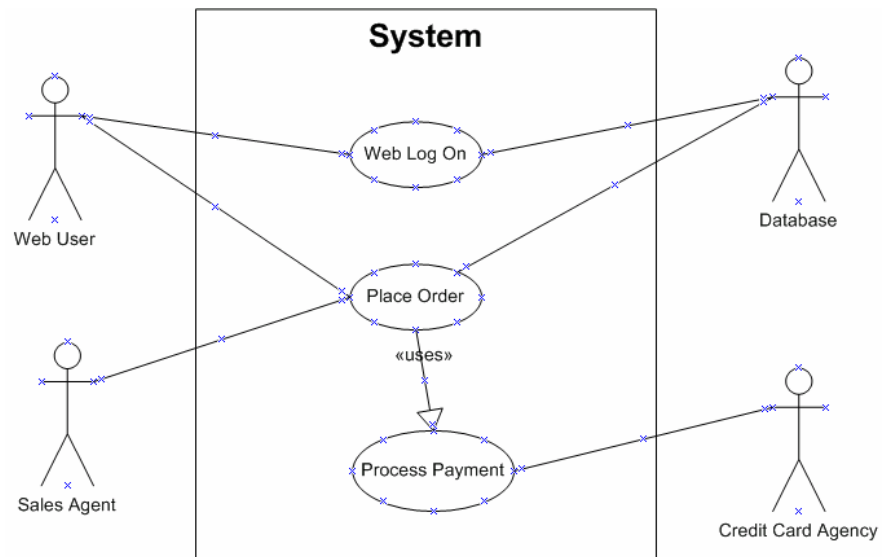 System
Web Log On
Web User
Database
Place Order
«uses»
Process Payment
Sales Agent
Credit Card Agency